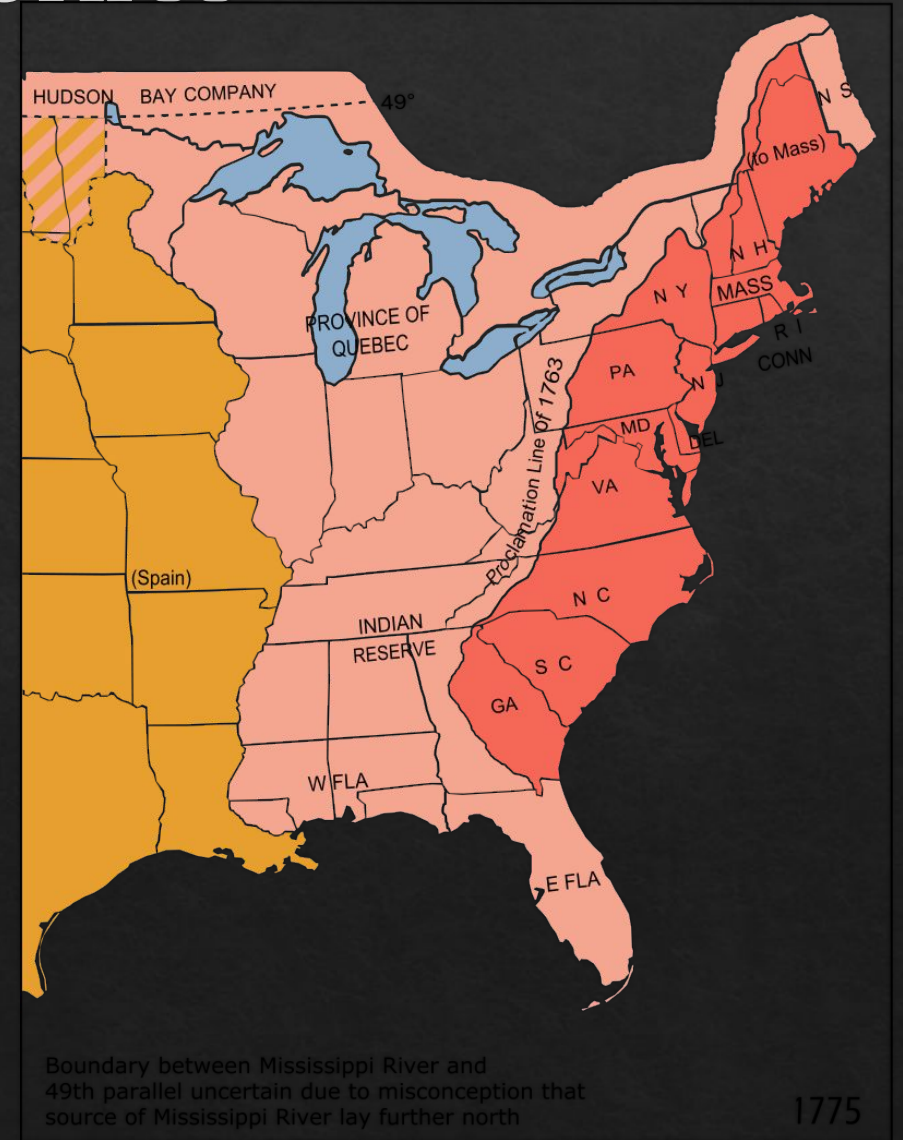 HUDSON BAY COMPANY
49°
N S
(to Mass)
N H
N Y
MASS
R I
CONN
PROVINCE OF
QUEBEC
PA
N J
Proclamation Line of 1763
MD
DEL
VA
(Spain)
N C
INDIAN
RESERVE
S C
GA
W FLA
E FLA
Boundary between Mississippi River and
49th parallel uncertain due to misconception that
source of Mississippi River lay further north
1775